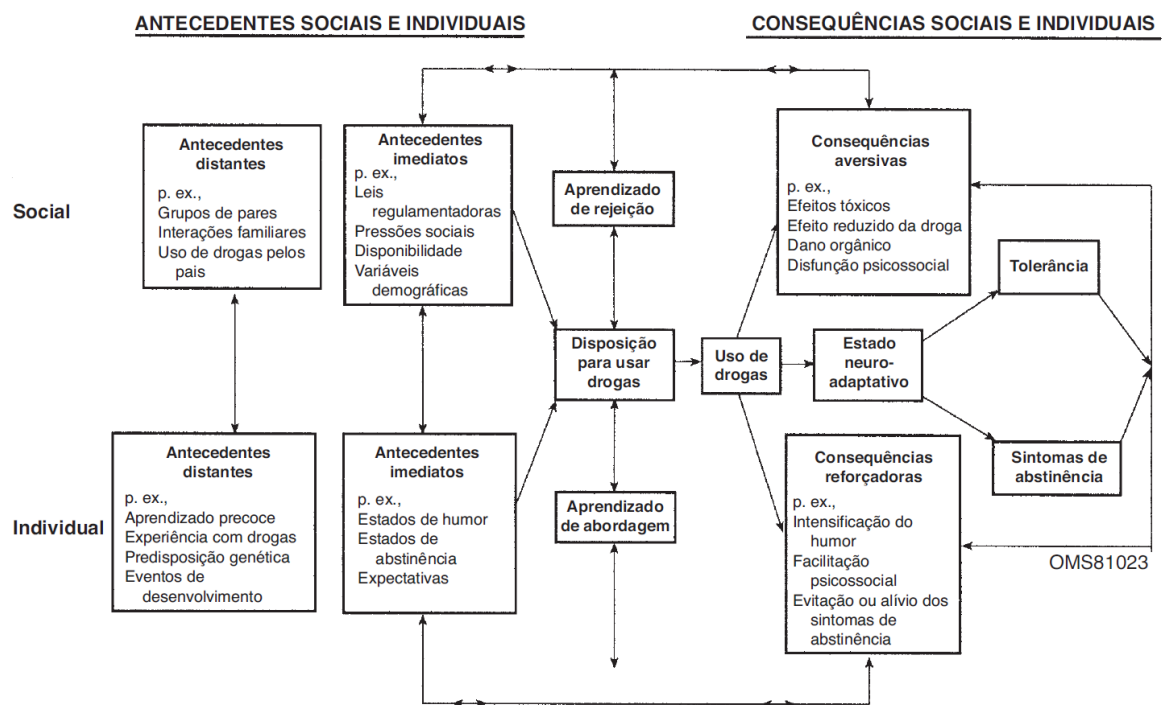 ANTECEDENTES SOCIAIS E INDIVIDUAIS
CONSEQUÊNCIAS SOCIAIS E INDIVIDUAIS
Social
Antecedentes
distantes
p. ex.,
Grupos de pares
Interações familiares
Uso de drogas pelos
pais
Antecedentes
imediatos
p. ex.,
Leis
regulamentadoras
Pressões sociais
Disponibilidade
Variáveis
demográficas
Aprendizado
de rejeição
Consequências
aversivas
p. ex.,
Efeitos tóxicos
Efeito reduzido da droga
Dano orgânico
Disfunção psicossocial
Tolerância
Disposição
para usar
drogas
Uso de
drogas
Estado
neuro-
adaptativo
Individual
Antecedentes
distantes
p. ex.,
Aprendizado precoce
Experiência com drogas
Predisposição genética
Eventos de
desenvolvimento
Antecedentes
imediatos
p. ex.,
Estados de humor
Estados de
abstinência
Expectativas
Aprendizado
de abordagem
Consequências
reforçadoras
p. ex.,
Intensificação do
humor
Facilitação
psicossocial
Evitação ou alívio dos
sintomas de
abstinência
Sintomas de
abstinência
OMS81023